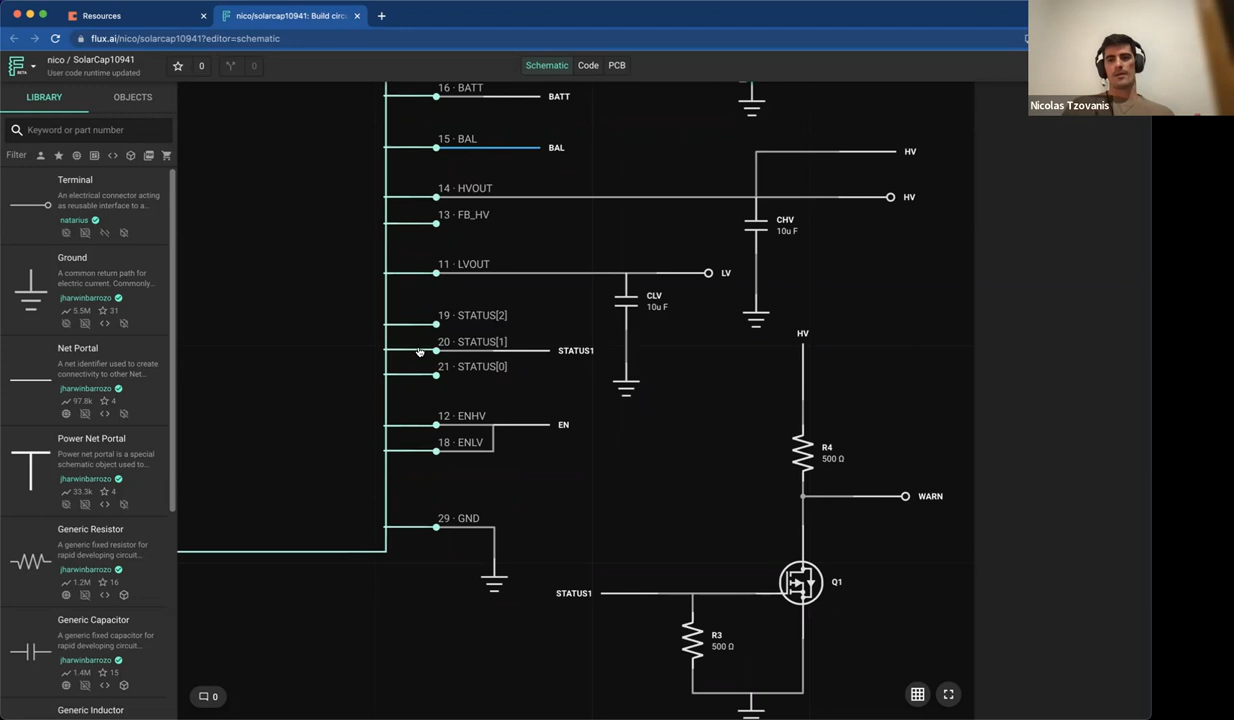 Resources
nico/solarcap10941: Build circ
flux.ai/nico/solarcap10941?editor=schematic
nico / SolarCap10941
BETA
User code runtime updated
0
0
Schematic
Code
PCB
LIBRARY
OBJECTS
Keyword or part number
Filter
Terminal
An electrical connector acting
as reusable interface to a...
natarius
Ground
A common return path for
electric current. Commonly...
jharwinbarrozo
5.5M
31
Net Portal
A net identifier used to create
connectivity to other Net...
jharwinbarrozo
97.8k
4
Power Net Portal
Power net portal is a special
schematic object used to...
jharwinbarrozo
33.3k
4
Generic Resistor
A generic fixed resistor for
rapid developing circuit...
jharwinbarrozo
1.2M
16
Generic Capacitor
A generic fixed capacitor for
rapid developing circuit...
jharwinbarrozo
1.4M
15
Generic Inductor
16 · BATT
BATT
15 · BAL
BAL
14 · HVOUT
13 · FB_HV
11 · LVOUT
19 · STATUS[2]
20 · STATUS[1]
STATUS1
21 · STATUS[0]
12 · ENHV
EN
18 · ENLV
29 · GND
HV
HV
CHV
10u F
LV
CLV
10u F
HV
R4
500 Ω
WARN
STATUS1
Q1
R3
500 Ω
0
Nicolas Tzovanis